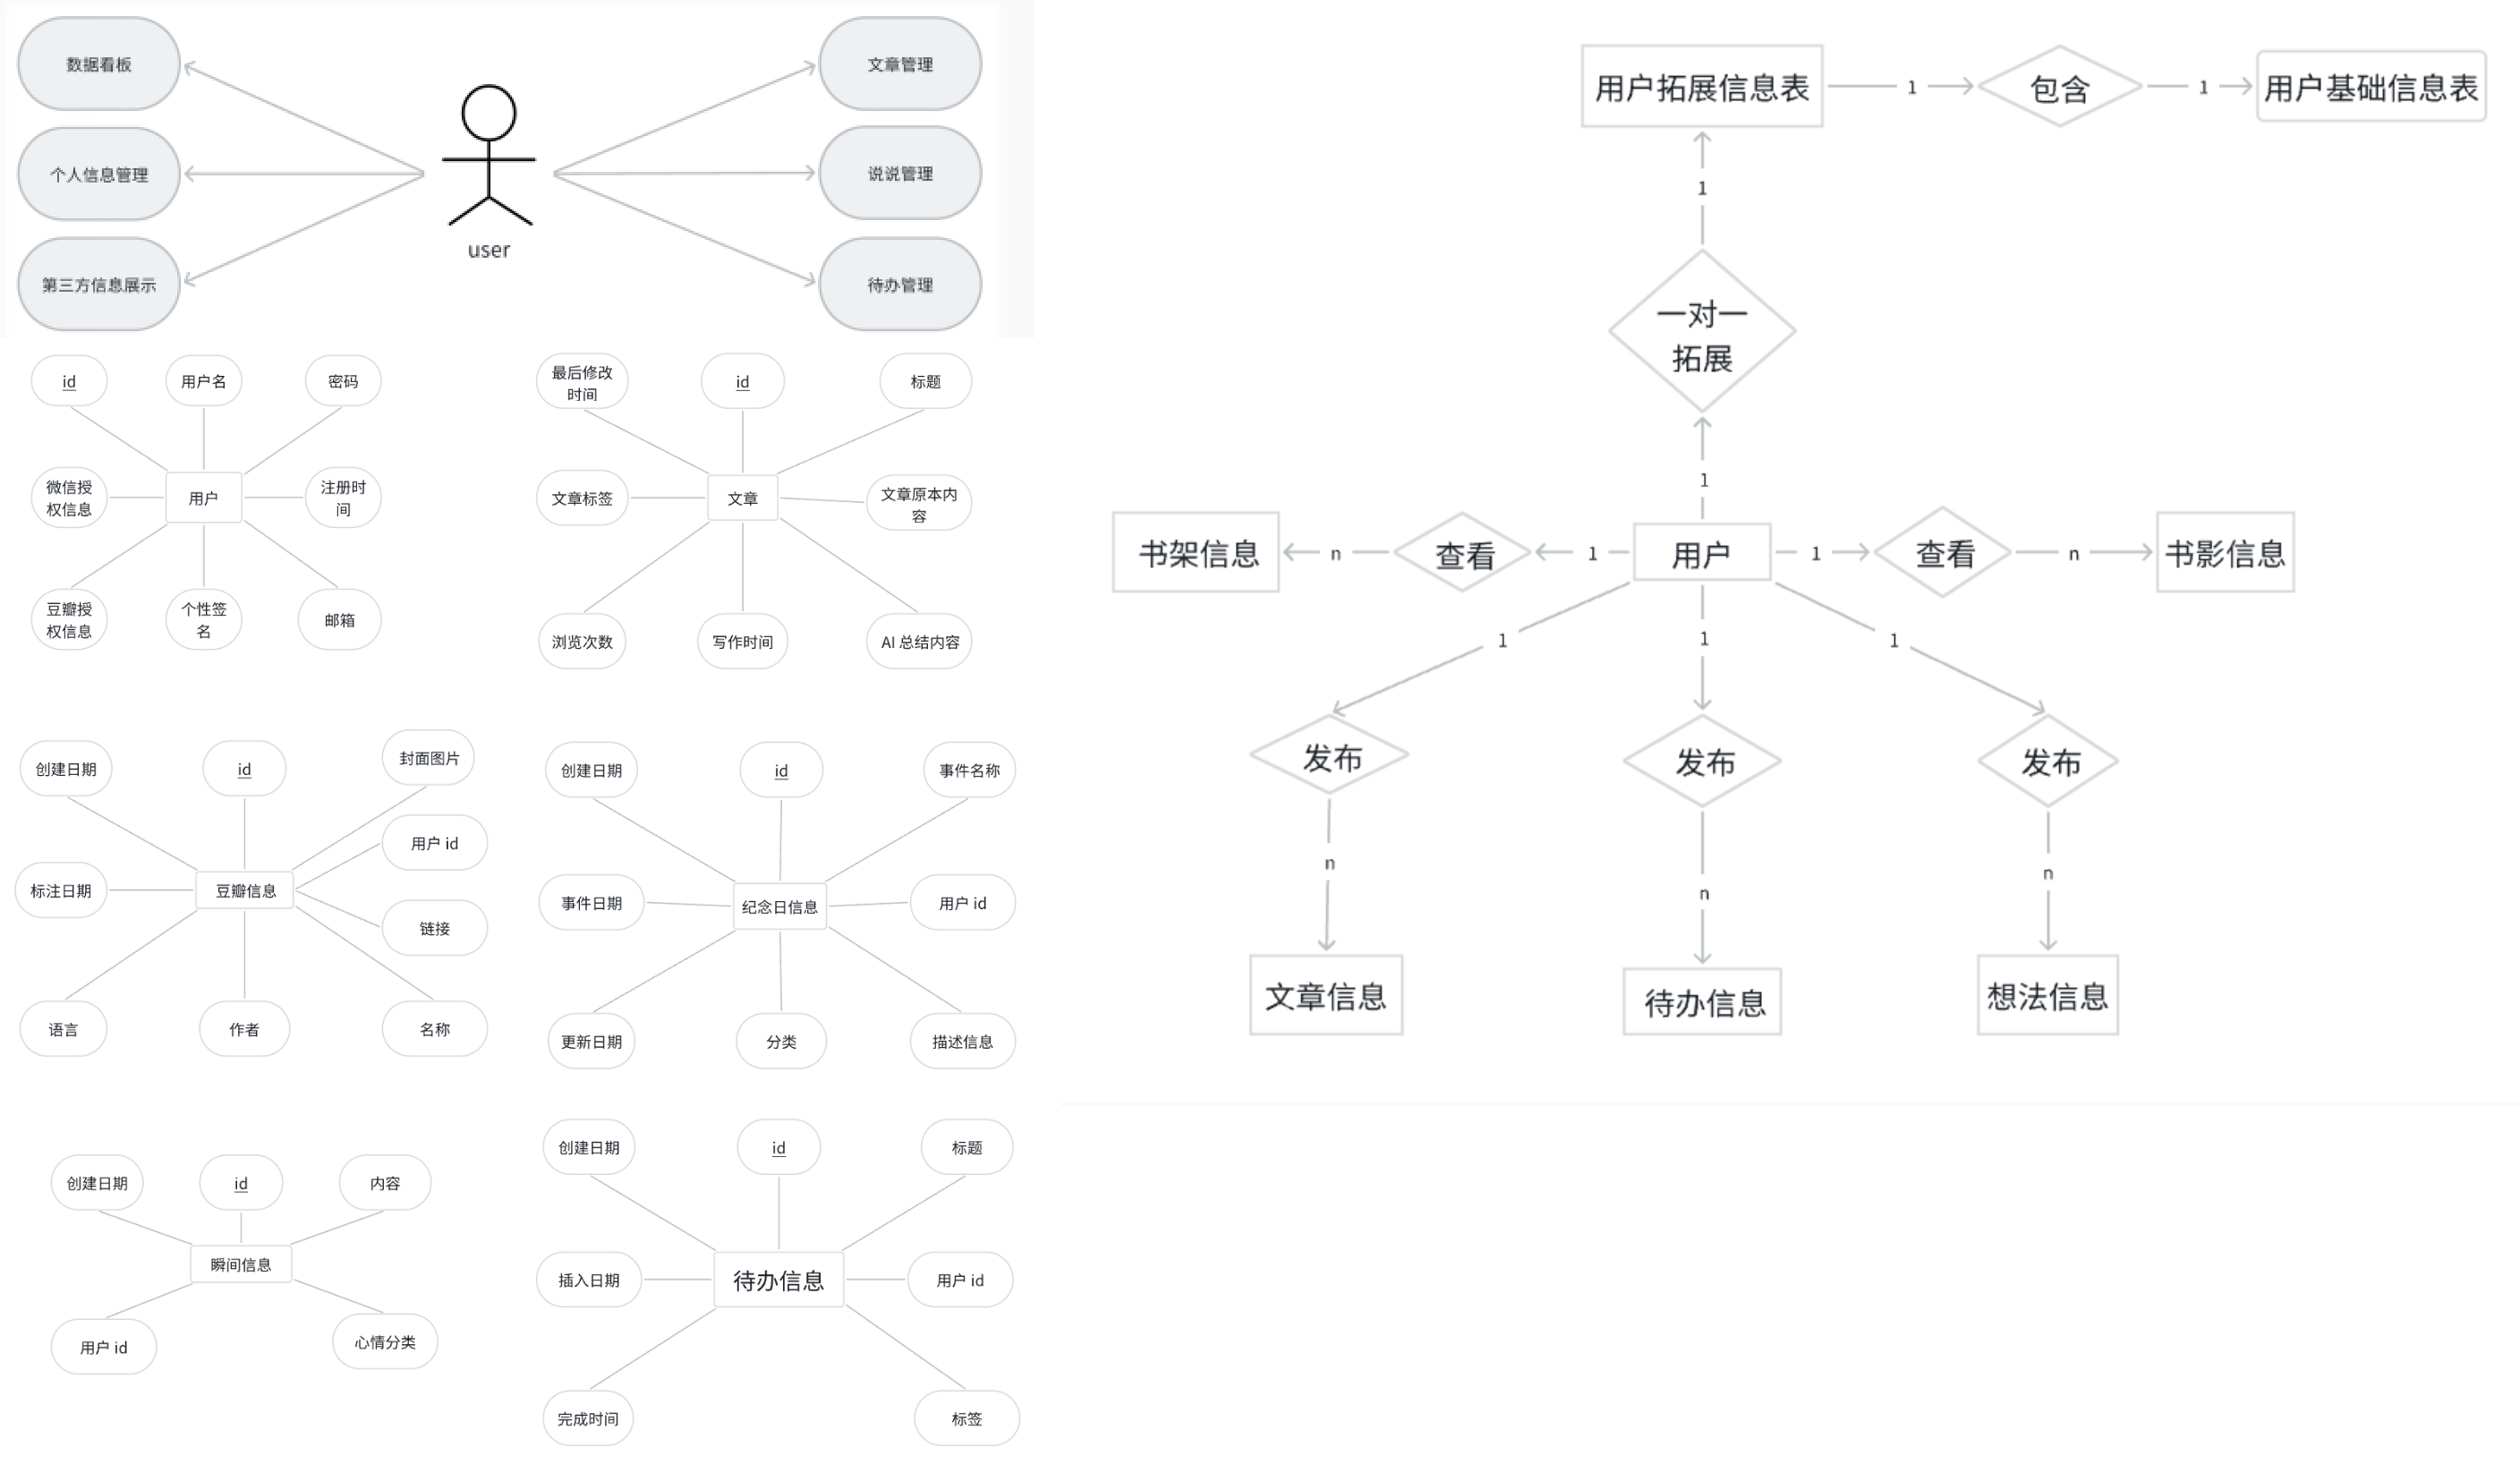 数据看板
个人信息管理
第三方信息展示
user
文章管理
说说管理
待办管理
id
用户名
密码
微信授
权信息
用户
注册时
间
豆瓣授
权信息
个性签
名
邮箱
最后修改
时间
id
标题
文章标签
文章
文章原本内
容
浏览次数
写作时间
AI 总结内容
创建日期
id
封面图片
用户 id
标注日期
豆瓣信息
链接
语言
作者
名称
创建日期
id
事件名称
事件日期
纪念日信息
用户 id
更新日期
分类
描述信息
创建日期
id
内容
瞬间信息
用户 id
心情分类
创建日期
id
标题
插入日期
待办信息
用户 id
完成时间
标签
用户拓展信息表
1
包含
1
用户基础信息表
1
一对一
拓展
1
书架信息
n
查看
1
用户
1
查看
n
书影信息
1
1
1
发布
发布
发布
n
n
n
文章信息
待办信息
想法信息